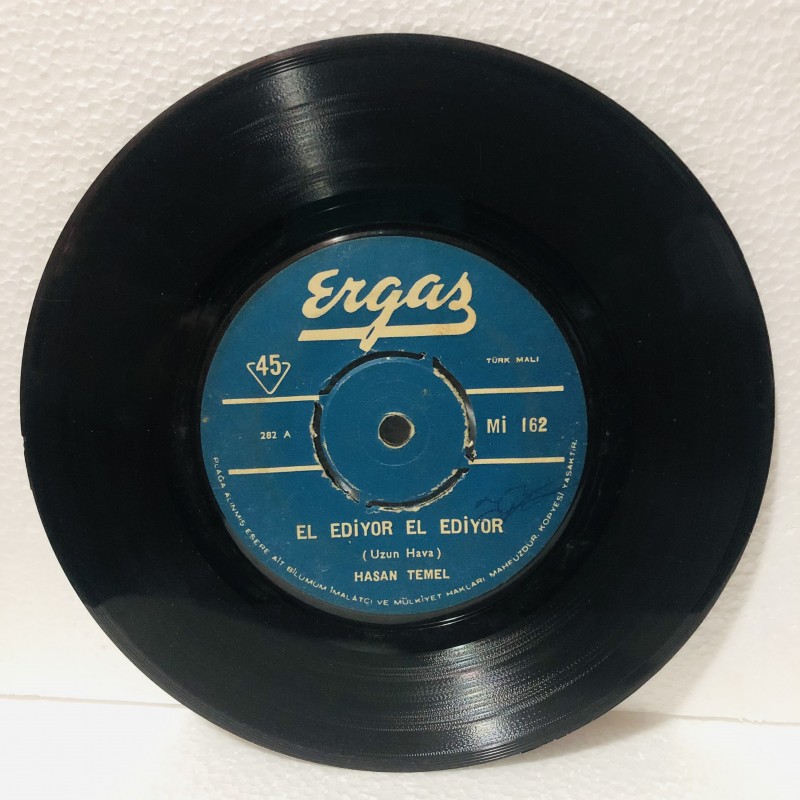 Ergas
45
TÜRK MALI
282 A
Mİ 162
EL EDİYOR EL EDİYOR
(Uzun Hava)
HASAN TEMEL
PLAĞA ALINMIŞ ESERE AİT BİLÜMUM İMALATÇI VE MÜLKİYET HAKLARI MAHFUZDUR. KOPYESİ YASAKTIR.